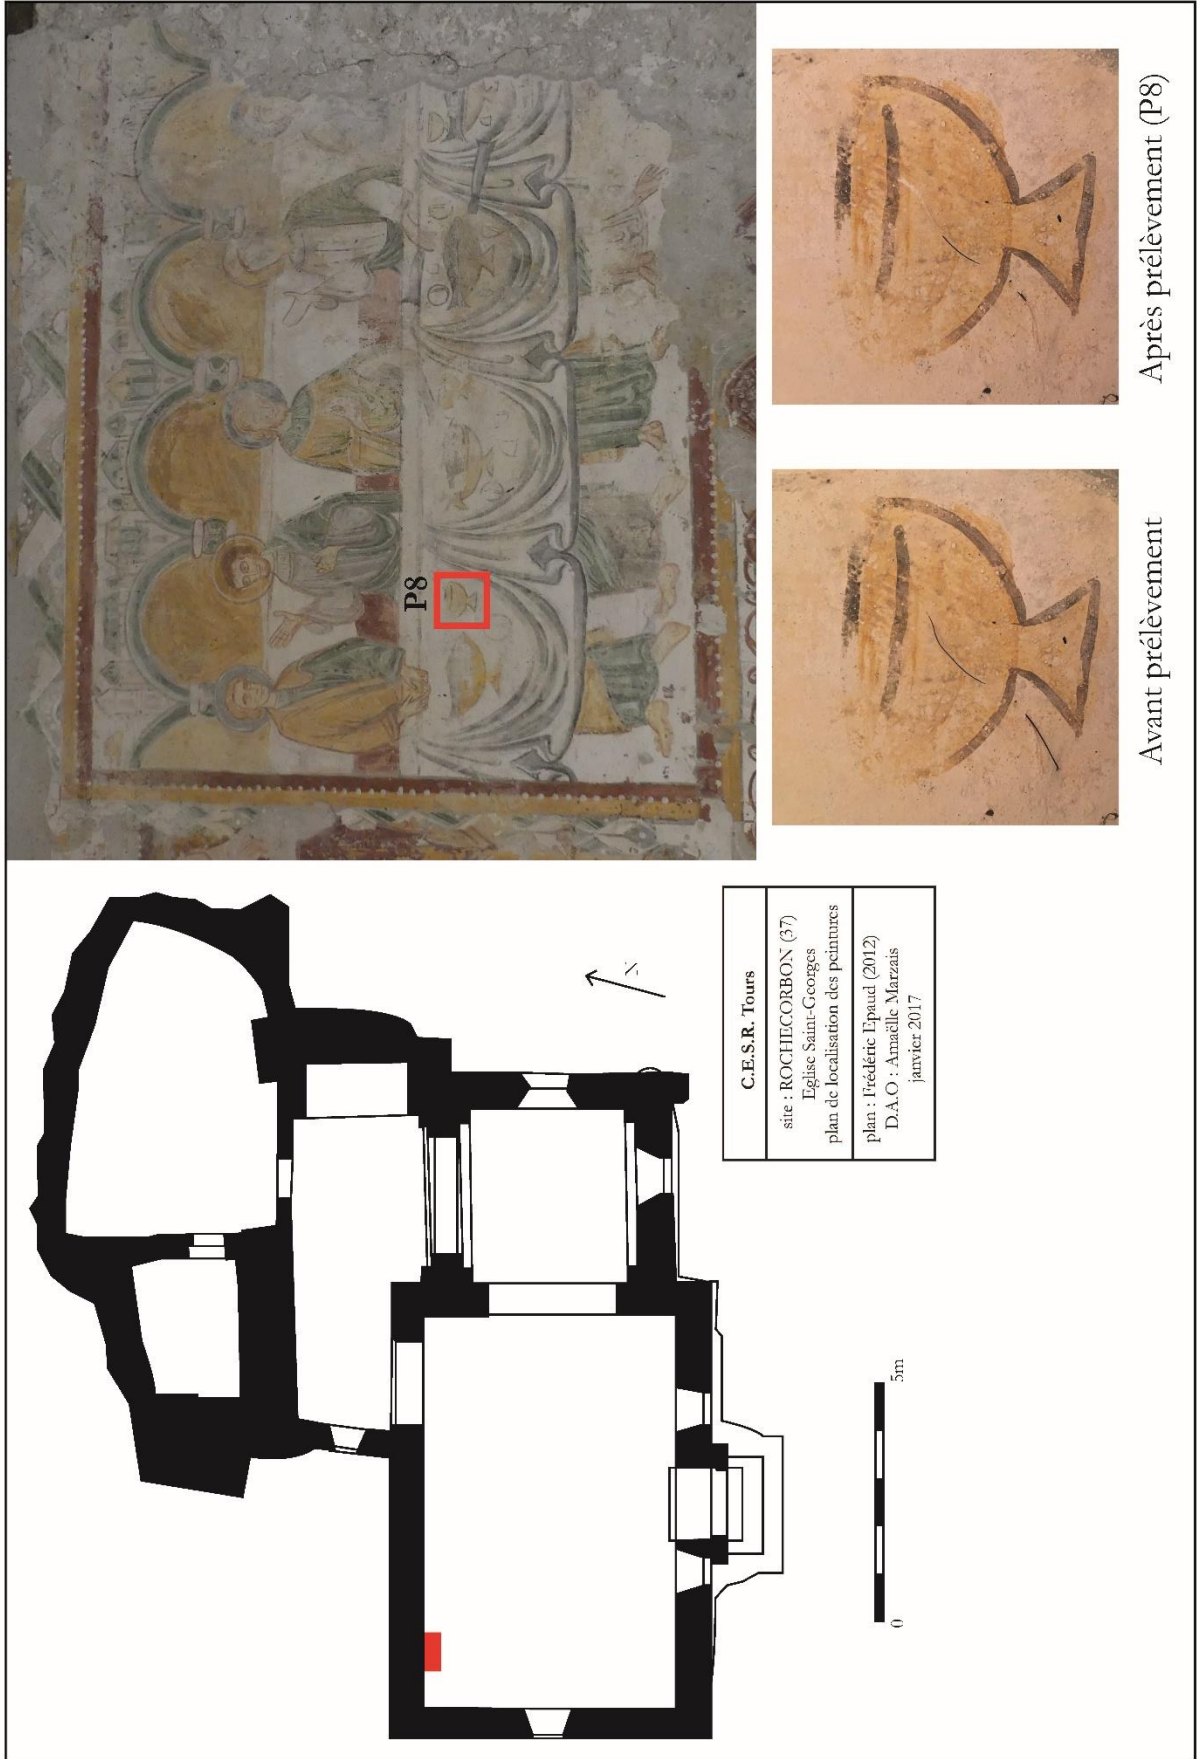 P8
Avant prélèvement
Après prélèvement (P8)
N
C.E.S.R. Tours
site : ROCHECORBON (37)
Eglise Saint-Georges
plan de localisation des peintures
plan : Frédéric Epaud (2012)
D.A.O : Amaëlle Marzais
janvier 2017
0
5m